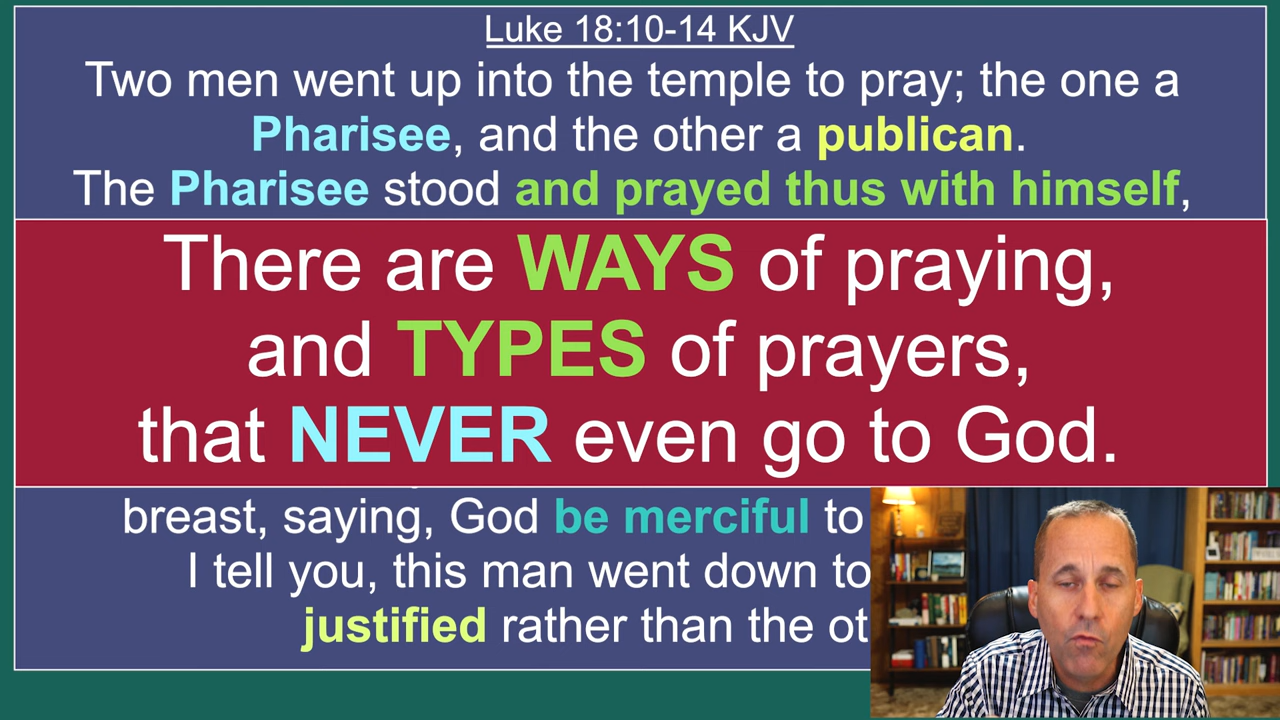 Luke 18:10-14 KJV
Two men went up into the temple to pray; the one a
Pharisee, and the other a publican.
The Pharisee stood and prayed thus with himself,
There are WAYS of praying,
and TYPES of prayers,
that NEVER even go to God.
breast, saying, God be merciful to
I tell you, this man went down to
justified rather than the ot